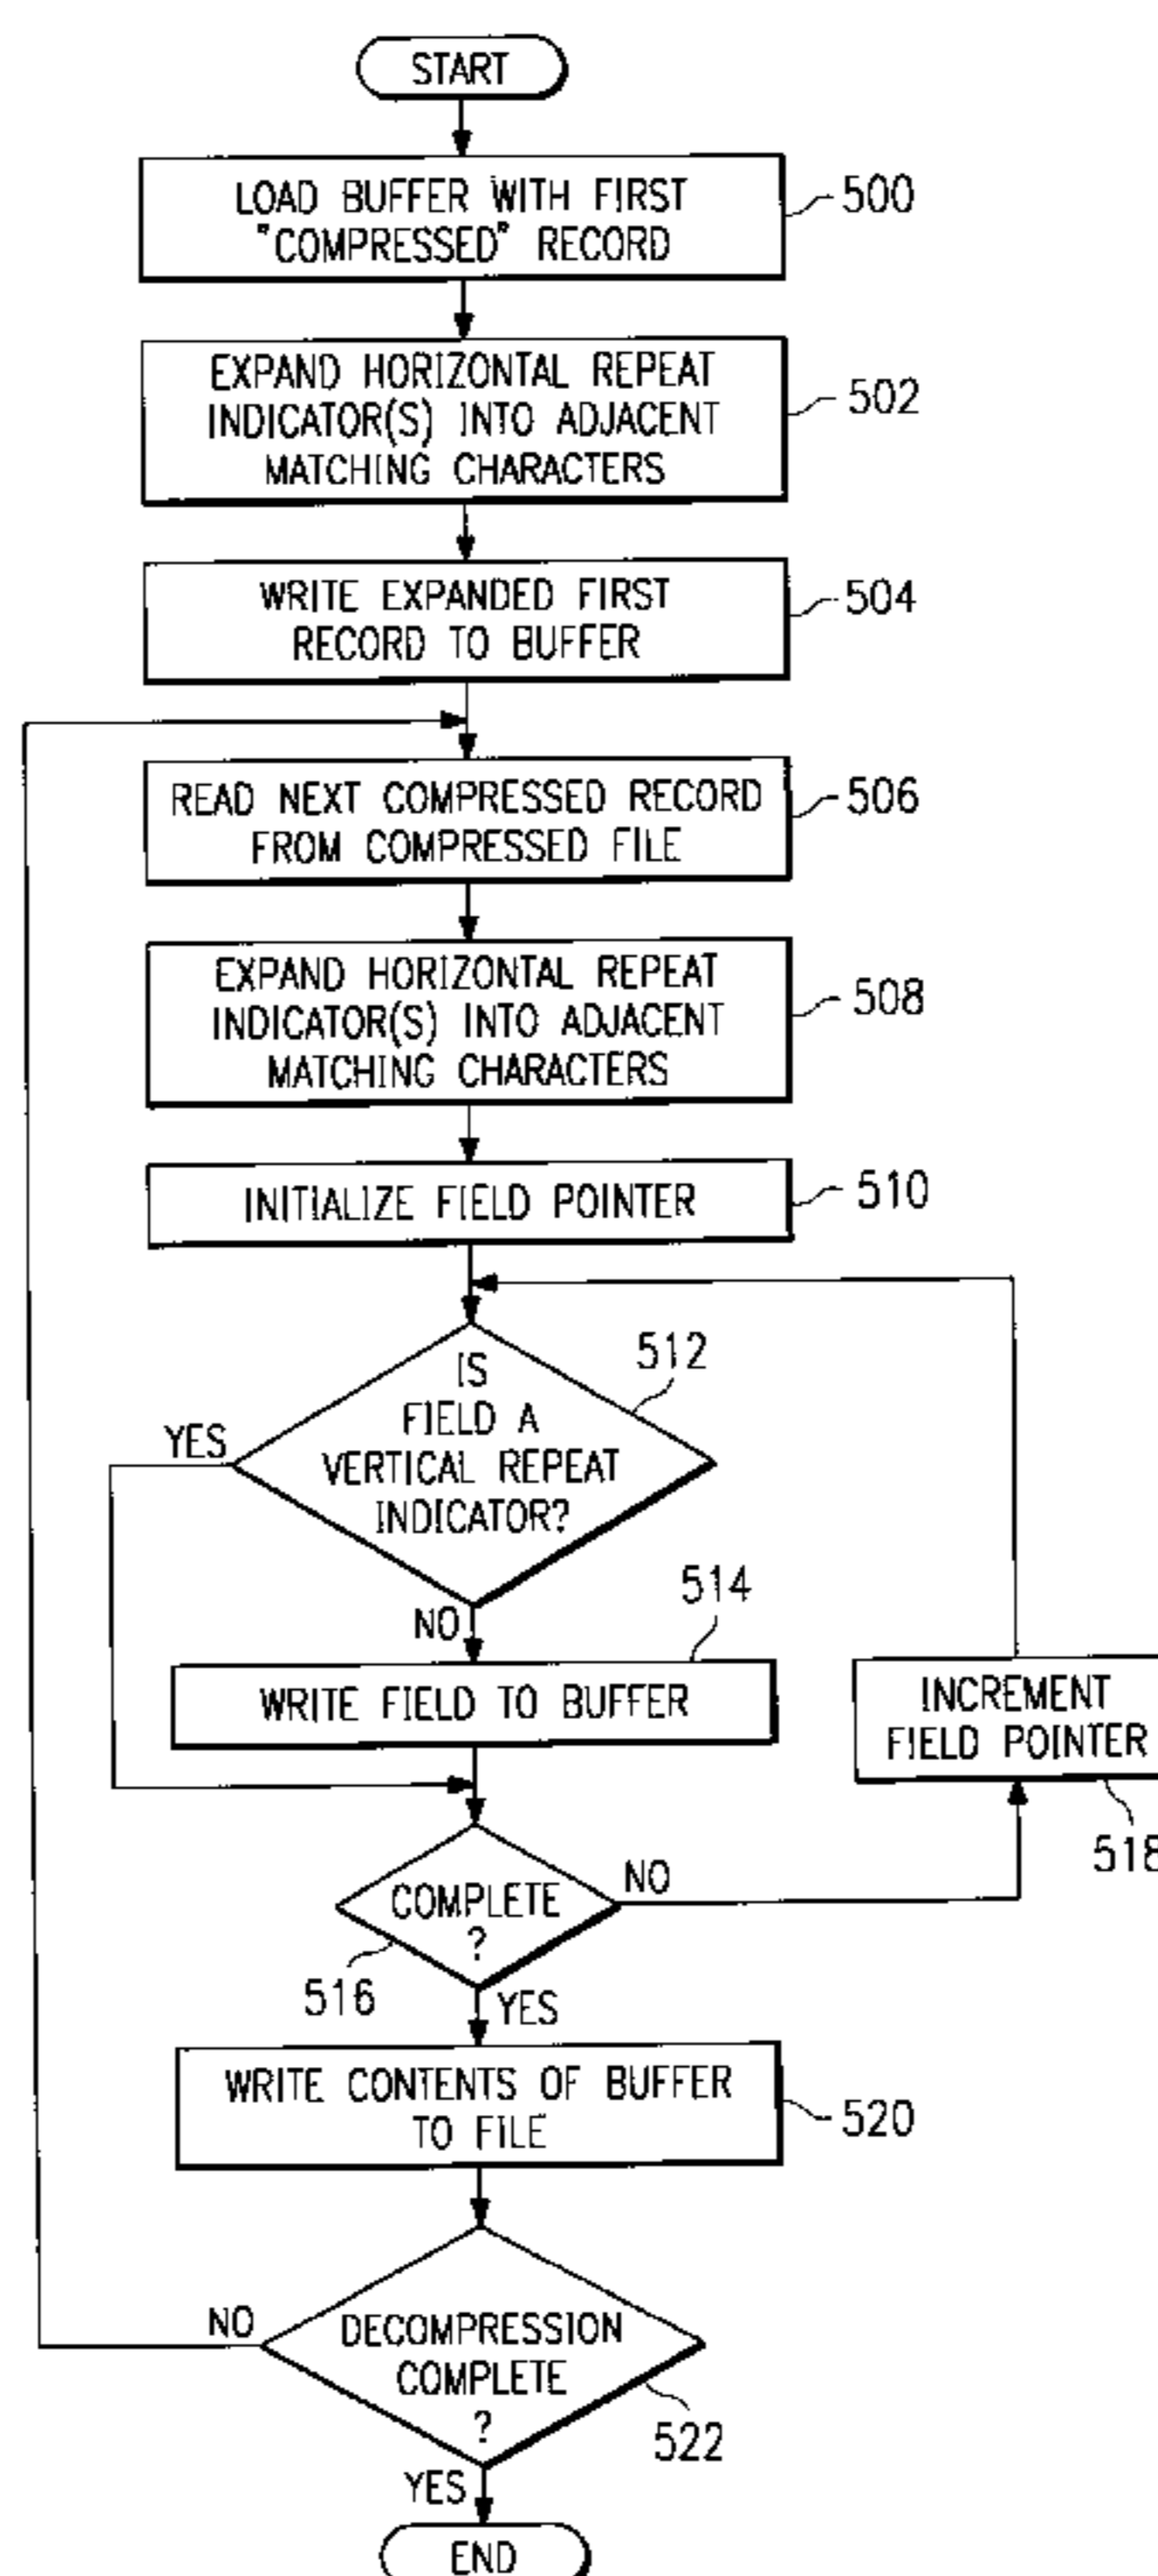 START
LOAD BUFFER WITH FIRST
"COMPRESSED" RECORD
500
EXPAND HORIZONTAL REPEAT
INDICATOR(S) INTO ADJACENT
MATCHING CHARACTERS
502
WRITE EXPANDED FIRST
RECORD TO BUFFER
504
READ NEXT COMPRESSED RECORD
FROM COMPRESSED FILE
506
EXPAND HORIZONTAL REPEAT
INDICATOR(S) INTO ADJACENT
MATCHING CHARACTERS
508
INITIALIZE FIELD POINTER
510
IS
FIELD A
VERTICAL REPEAT
INDICATOR?
512
YES
NO
514
WRITE FIELD TO BUFFER
INCREMENT
FIELD POINTER
518
COMPLETE
?
NO
516
YES
WRITE CONTENTS OF BUFFER
TO FILE
520
DECOMPRESSION
COMPLETE
?
NO
522
YES
END